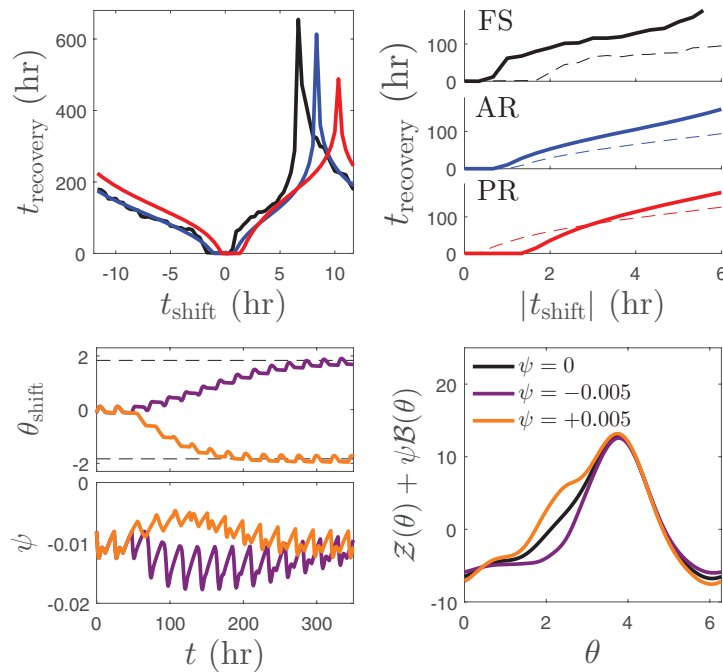 t_recovery (hr)
600
400
200
0
-10 -5 0 5 10
t_shift (hr)
t_recovery (hr)
FS
100
0
AR
100
0
PR
100
0
0 2 4 6
|t_shift| (hr)
θ_shift
2
0
-2
ψ
0
-0.01
-0.02
0 100 200 300
t (hr)
Z(θ) + ψB(θ)
ψ = 0
ψ = −0.005
ψ = +0.005
20
10
0
-10
0 2 4 6
θ